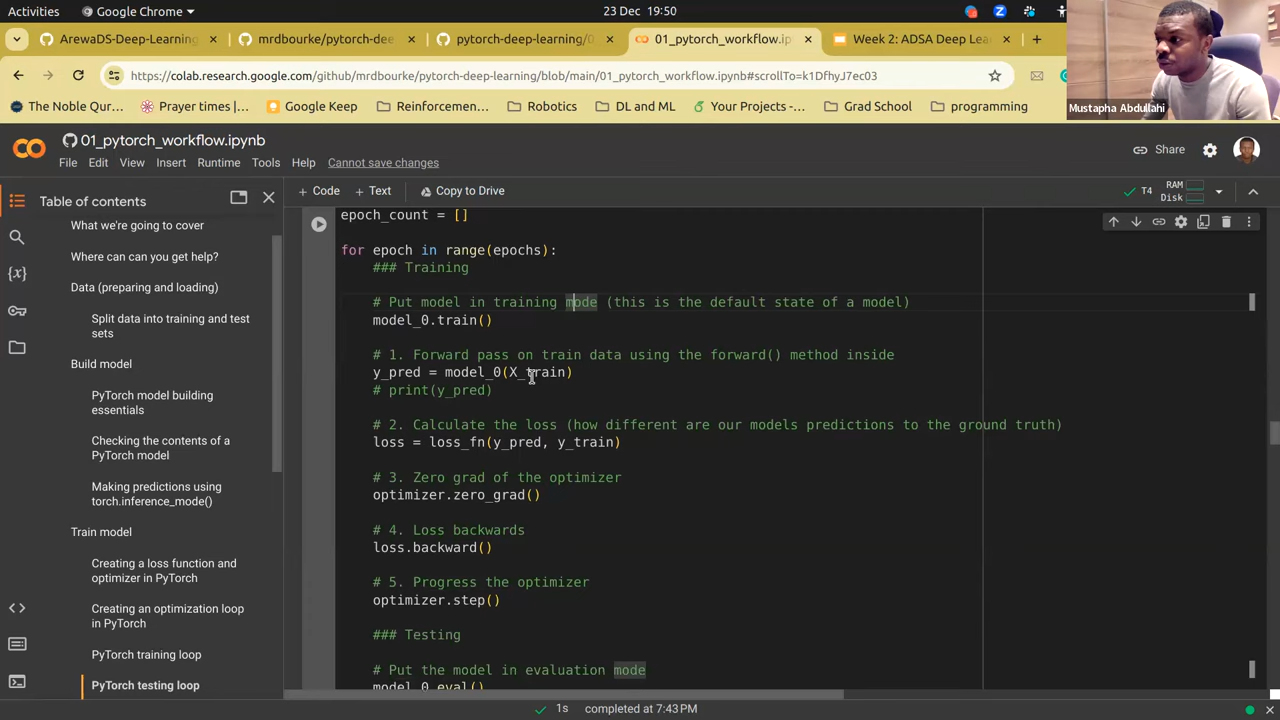 Activities
Google Chrome
23 Dec 19:50
ArewaDS-Deep-Learning
mrdbourke/pytorch-dee
pytorch-deep-learning/0
01_pytorch_workflow.ip
Week 2: ADSA Deep Lea
https://colab.research.google.com/github/mrdbourke/pytorch-deep-learning/blob/main/01_pytorch_workflow.ipynb#scrollTo=k1DfhyJ7ec03
The Noble Qur...
Prayer times |...
Google Keep
Reinforcemen...
Robotics
DL and ML
Your Projects -...
Grad School
programming
Mustapha Abdullahi
01_pytorch_workflow.ipynb
File Edit View Insert Runtime Tools Help Cannot save changes
Share
+ Code + Text Copy to Drive
T4
RAM
Disk
Table of contents
What we're going to cover
Where can you get help?
Data (preparing and loading)
Split data into training and test
sets
Build model
PyTorch model building
essentials
Checking the contents of a
PyTorch model
Making predictions using
torch.inference_mode()
Train model
Creating a loss function and
optimizer in PyTorch
Creating an optimization loop
in PyTorch
PyTorch training loop
PyTorch testing loop
epoch_count = []
for epoch in range(epochs):
### Training
# Put model in training mode (this is the default state of a model)
model_0.train()
# 1. Forward pass on train data using the forward() method inside
y_pred = model_0(X_train)
# print(y_pred)
# 2. Calculate the loss (how different are our models predictions to the ground truth)
loss = loss_fn(y_pred, y_train)
# 3. Zero grad of the optimizer
optimizer.zero_grad()
# 4. Loss backwards
loss.backward()
# 5. Progress the optimizer
optimizer.step()
### Testing
# Put the model in evaluation mode
model_0.eval()
1s completed at 7:43PM